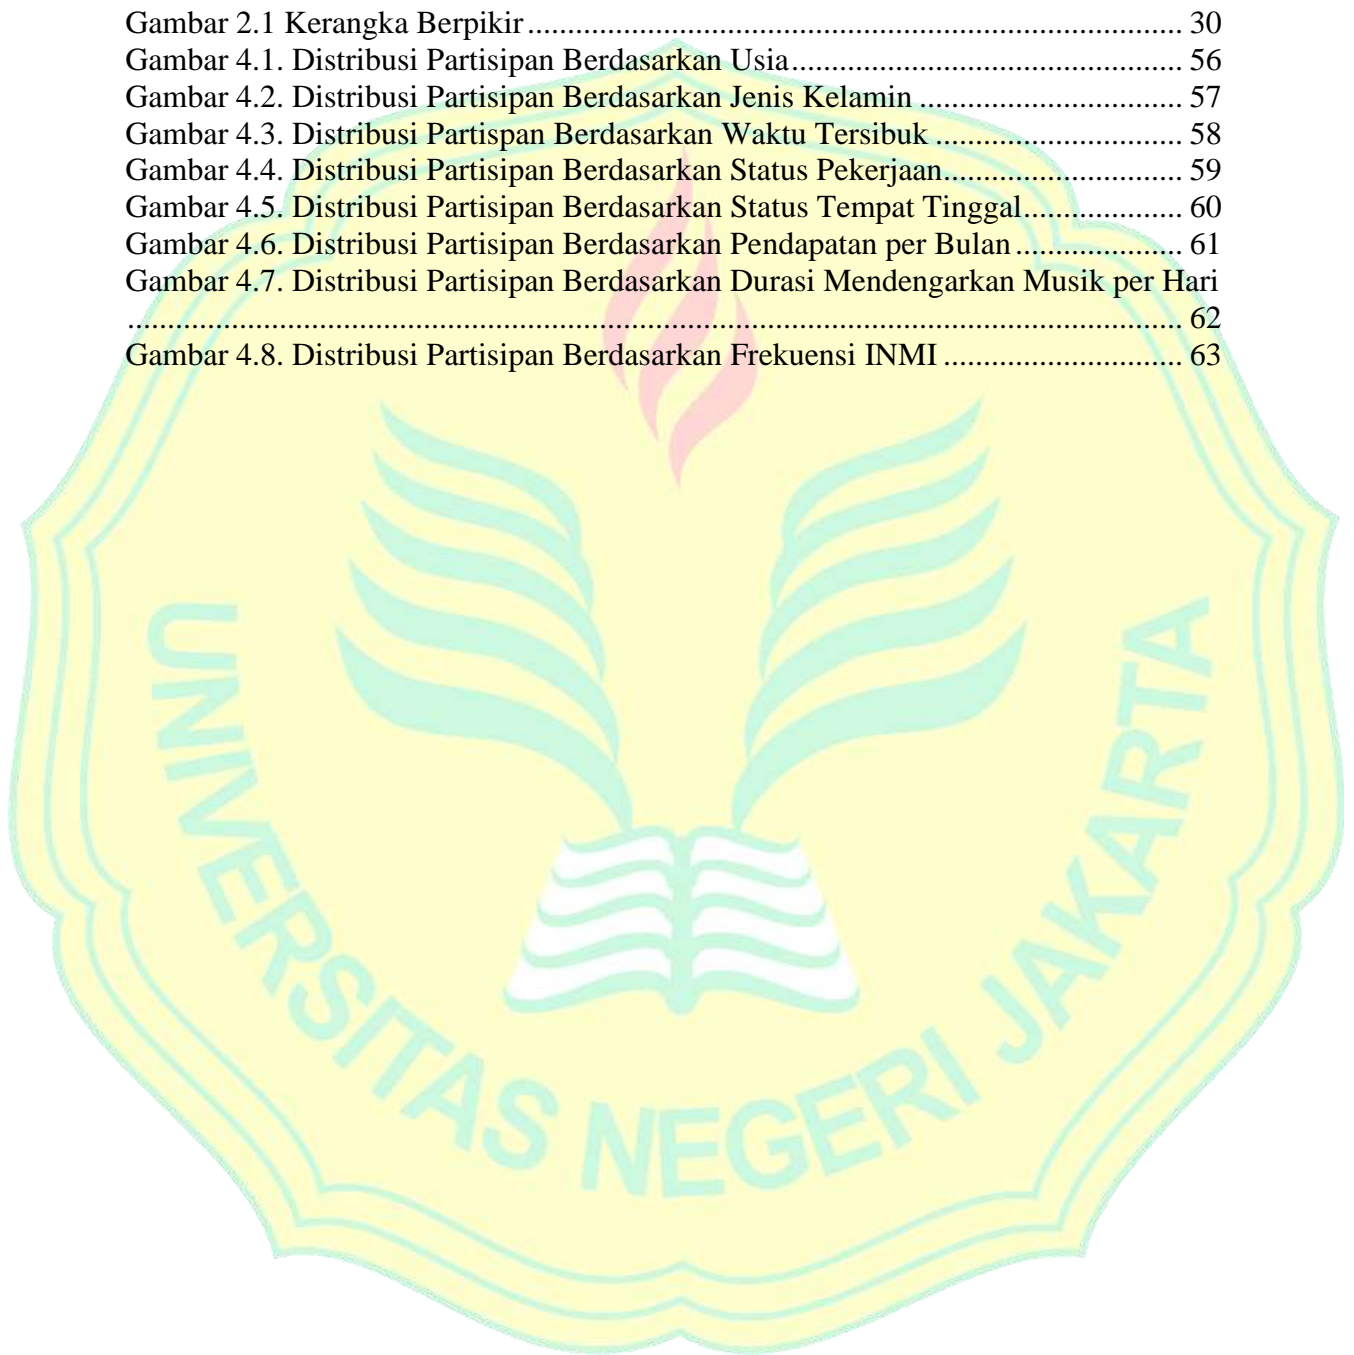 Gambar 2.1 Kerangka Berpikir ................................................................................ 30
Gambar 4.1. Distribusi Partisipan Berdasarkan Usia................................................ 56
Gambar 4.2. Distribusi Partisipan Berdasarkan Jenis Kelamin ................................ 57
Gambar 4.3. Distribusi Partispan Berdasarkan Waktu Tersibuk .............................. 58
Gambar 4.4. Distribusi Partisipan Berdasarkan Status Pekerjaan............................. 59
Gambar 4.5. Distribusi Partisipan Berdasarkan Status Tempat Tinggal................... 60
Gambar 4.6. Distribusi Partisipan Berdasarkan Pendapatan per Bulan .................... 61
Gambar 4.7. Distribusi Partisipan Berdasarkan Durasi Mendengarkan Musik per Hari
................................................................................................................................. 62
Gambar 4.8. Distribusi Partisipan Berdasarkan Frekuensi INMI ............................. 63
UNIVERSITAS NEGERI JAKARTA